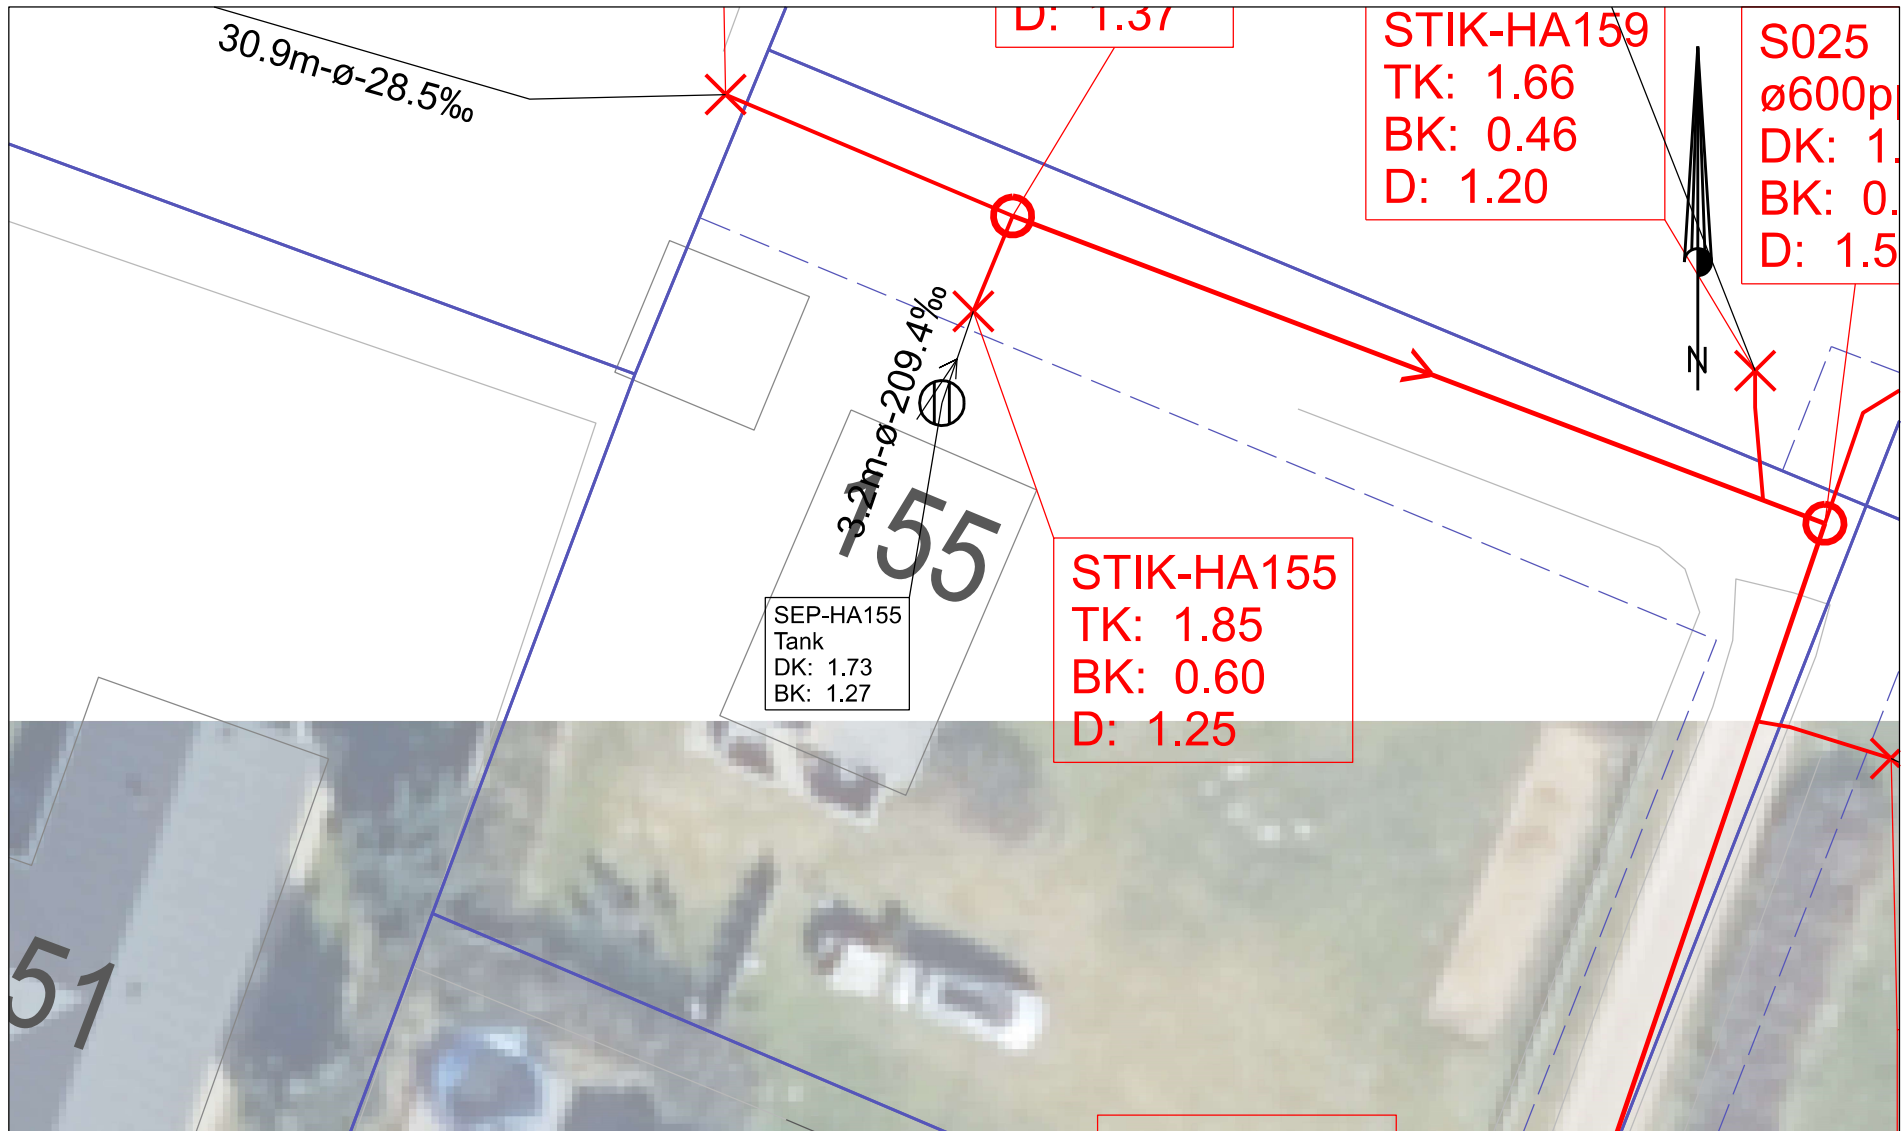 30.9m-ø-28.5‰
D: 1.37
STIK-HA159
TK: 1.66
BK: 0.46
D: 1.20
S025
DK: 1.
BK: 0.
D: 1.5
N
3.2m-ø-209.4‰
155
SEP-HA155
Tank
DK: 1.73
BK: 1.27
STIK-HA155
TK: 1.85
BK: 0.60
D: 1.25
51